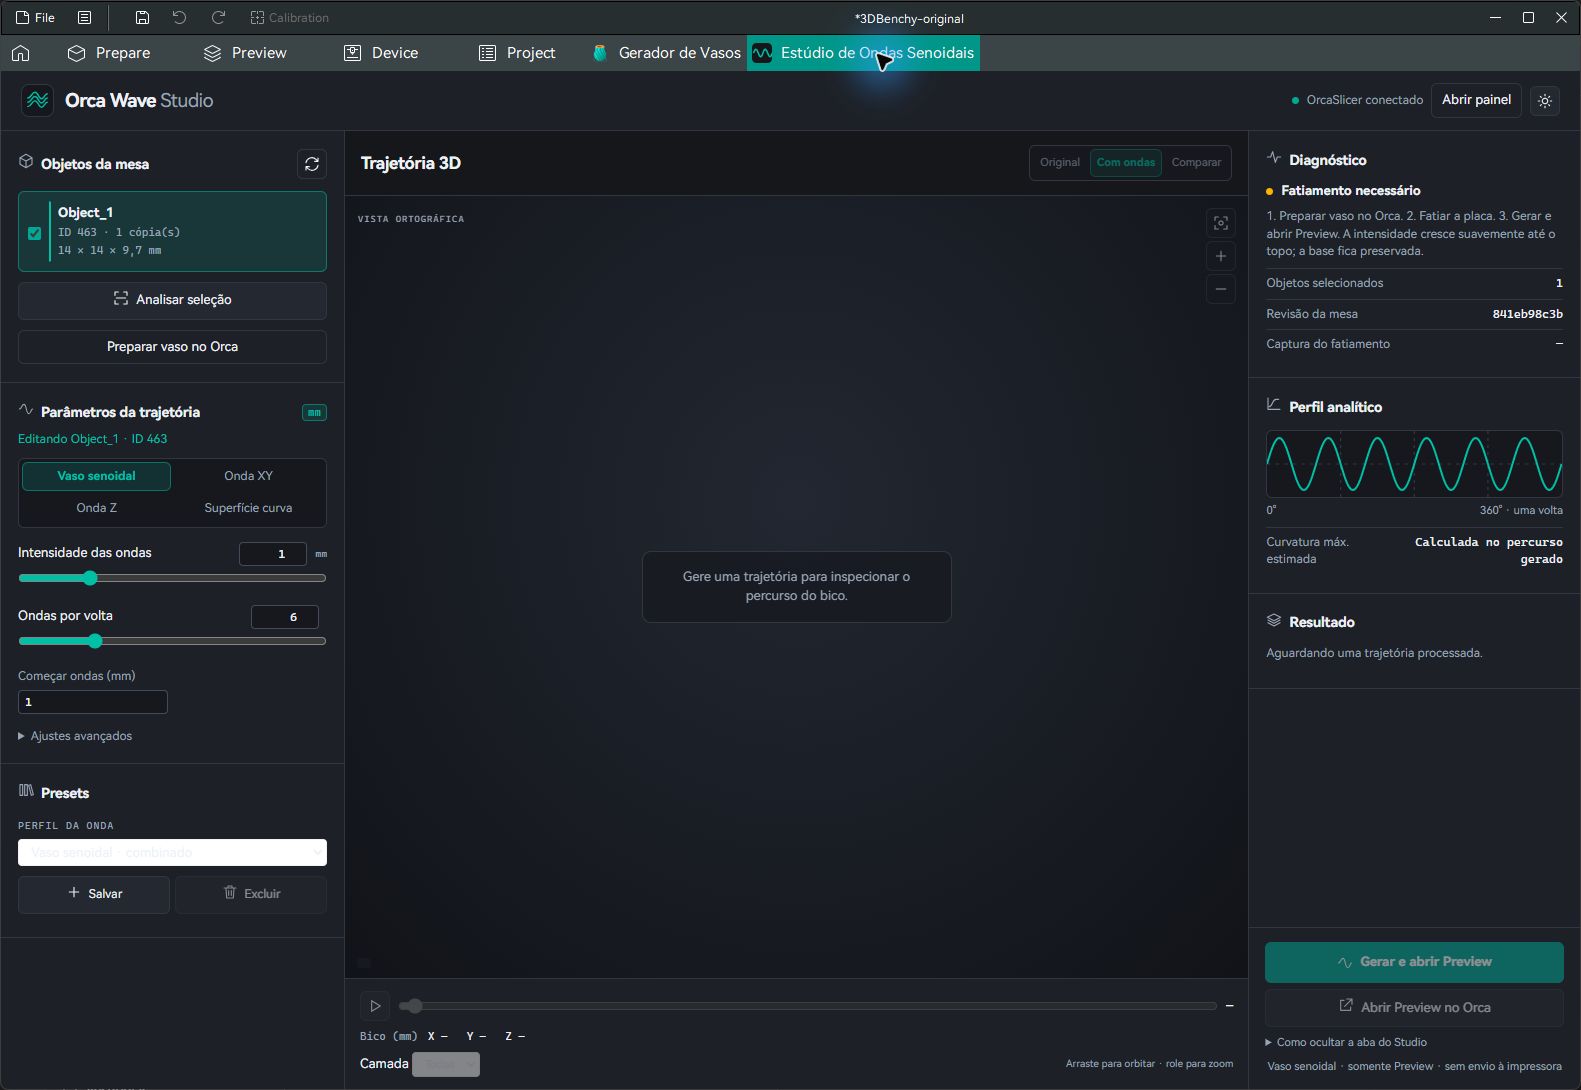 File
Calibration
*3DBenchy-original
Prepare
Preview
Device
Project
Gerador de Vasos
Estúdio de Ondas Senoidais
Orca Wave Studio
OrcaSlicer conectado
Abrir painel
Objetos da mesa
Object_1
ID 463 · 1 cópia(s)
14 × 14 × 9,7 mm
Analisar seleção
Preparar vaso no Orca
Parâmetros da trajetória
mm
Editando Object_1 · ID 463
Vaso senoidal
Onda XY
Onda Z
Superfície curva
Intensidade das ondas
1
mm
Ondas por volta
6
Começar ondas (mm)
1
Ajustes avançados
Presets
PERFIL DA ONDA
Vaso senoidal · combinado
Salvar
Excluir
Trajetória 3D
Original
Com ondas
Comparar
VISTA ORTOGRÁFICA
Gere uma trajetória para inspecionar o
percurso do bico.
–
Bico (mm) X – Y – Z –
Camada
Arraste para orbitar · role para zoom
Diagnóstico
Fatiamento necessário
1. Preparar vaso no Orca. 2. Fatiar a placa. 3. Gerar e
abrir Preview. A intensidade cresce suavemente até o
topo; a base fica preservada.
Objetos selecionados 1
Revisão da mesa 841eb98c3b
Captura do fatiamento –
Perfil analítico
0° 360° · uma volta
Curvatura máx. Calculada no percurso
estimada gerado
Resultado
Aguardando uma trajetória processada.
Gerar e abrir Preview
Abrir Preview no Orca
Como ocultar a aba do Studio
Vaso senoidal · somente Preview · sem envio à impressora